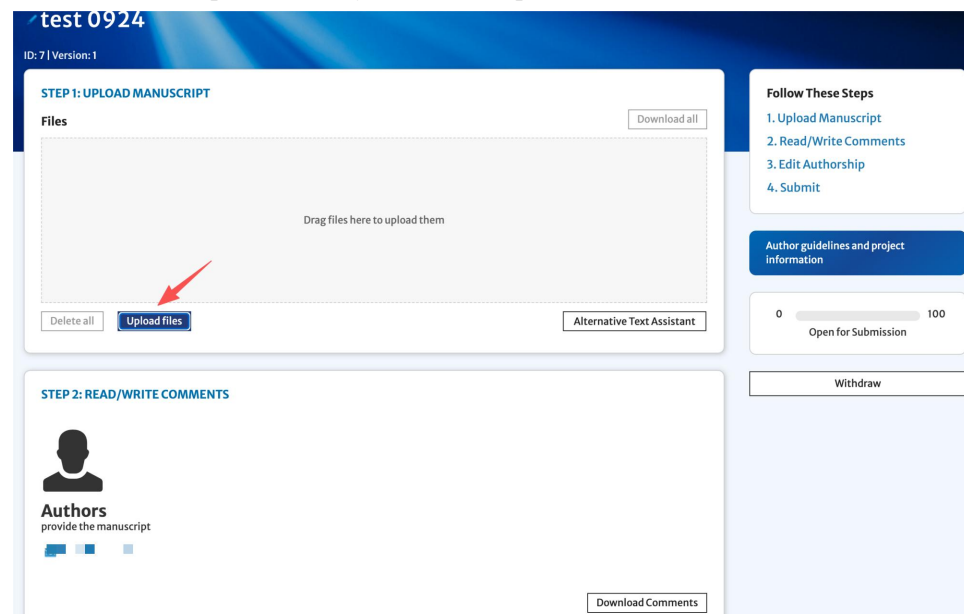 test 0924
ID: 7 | Version: 1
STEP 1: UPLOAD MANUSCRIPT
Files
Download all
Drag files here to upload them
Delete all
Upload files
Alternative Text Assistant
STEP 2: READ/WRITE COMMENTS
Authors
provide the manuscript
Download Comments
Follow These Steps
1. Upload Manuscript
2. Read/Write Comments
3. Edit Authorship
4. Submit
Author guidelines and project
information
0 100
Open for Submission
Withdraw